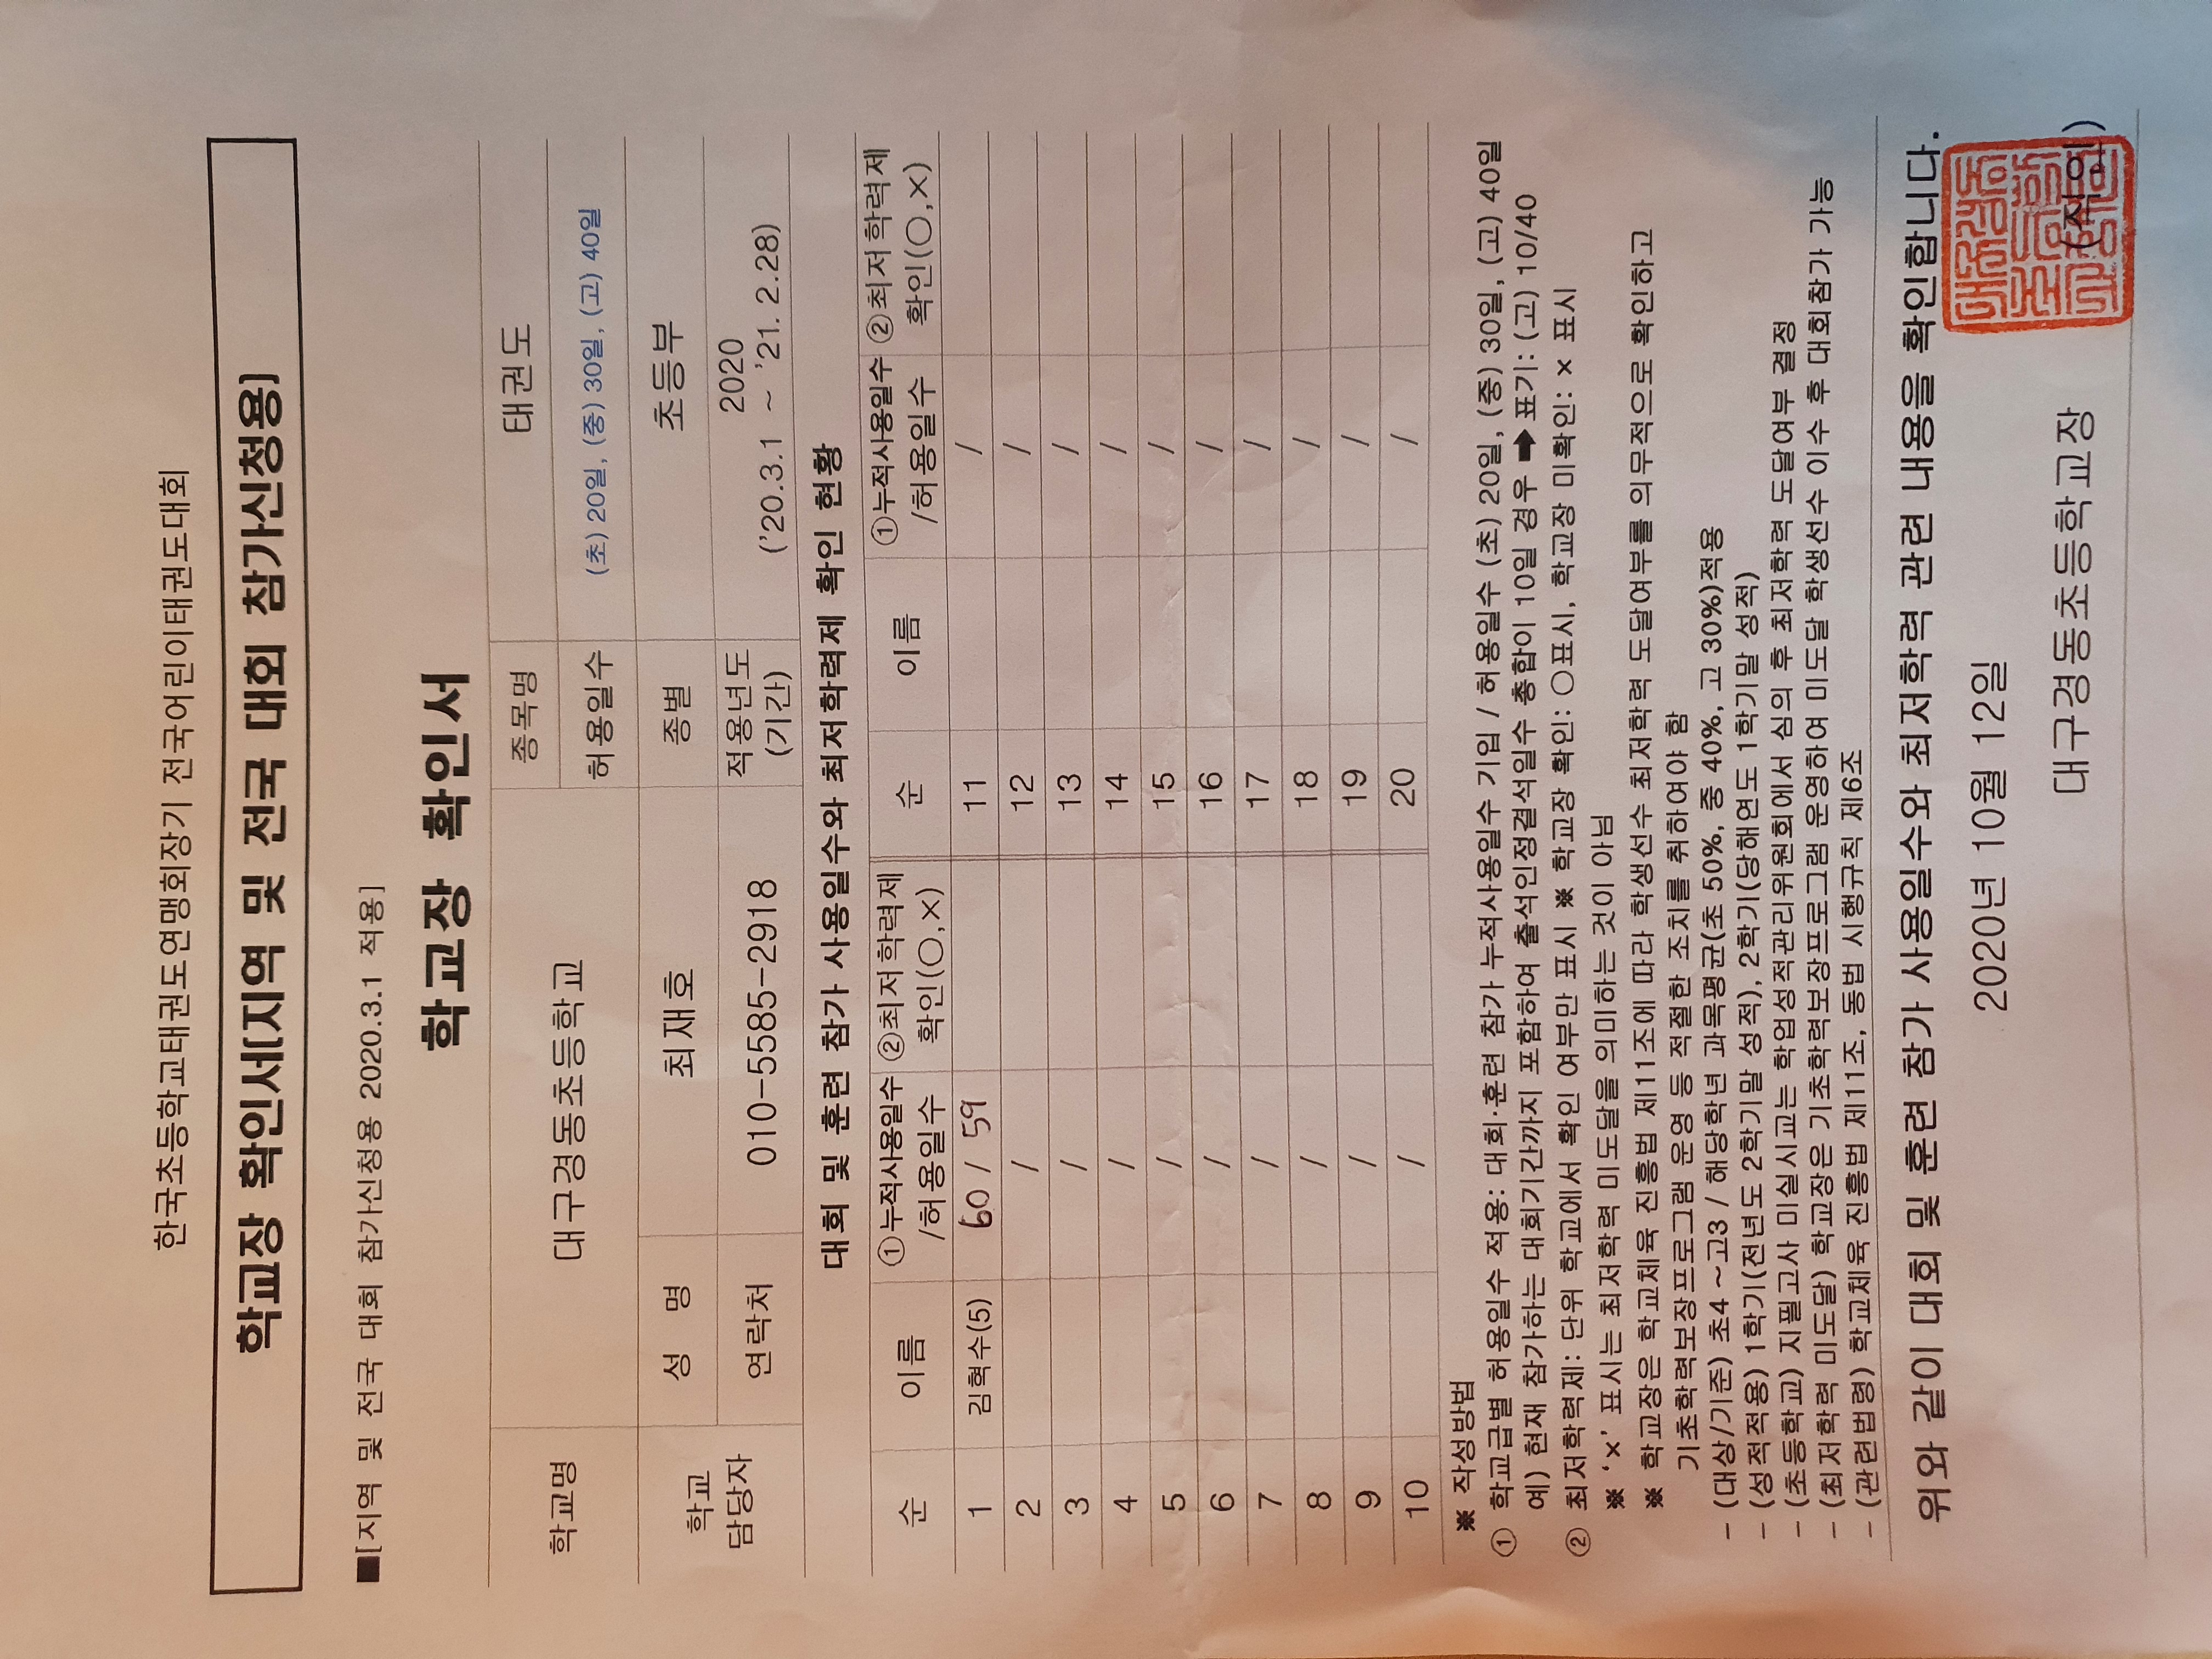 한국초등학교태권도연맹회장기 전국어린이태권도대회
학교장 확인서[지역 및 전국 대회 참가신청용]
■[지역 및 전국 대회 참가신청용 2020.3.1 적용]
학교장 확인서
학교명 대구경동초등학교 종목명 태권도
허용일수 (초) 20일, (중) 30일, (고) 40일
학교 담당자 성 명 최재호 종별 초등부
연락처 010-5585-2918 적용년도 (기간) 2020 ('20.3.1 ~ '21. 2.28)
대회 및 훈련 참가 사용일수와 최저학력제 확인 현황
순 이름 ①누적사용일수 /허용일수 ②최저학력제 확인(○,×) 순 이름 ①누적사용일수 /허용일수 ②최저학력제 확인(○,×)
1 김혁수(5) 60 / 59 11 /
2 / 12 /
3 / 13 /
4 / 14 /
5 / 15 /
6 / 16 /
7 / 17 /
8 / 18 /
9 / 19 /
10 / 20 /
※ 작성방법
① 학교급별 허용일수 적용: 대회·훈련 참가 누적사용일수 기입 / 허용일수 (초) 20일, (중) 30일, (고) 40일
예) 현재 참가하는 대회기간까지 포함하여 출석인정결석일수 총합이 10일 경우 ➡ 표기: (고) 10/40
② 최저학력제: 단위 학교에서 확인 여부만 표시 ※ 학교장 확인: ○표시, 학교장 미확인: × 표시
※ '×' 표시는 최저학력 미도달을 의미하는 것이 아님
※ 학교장은 학교체육 진흥법 제11조에 따라 학생선수 최저학력 도달여부를 의무적으로 확인하고
기초학력보장프로그램 운영 등 적절한 조치를 취하여야 함
- (대상/기준) 초4 ~고3 / 해당학년 과목평균(초 50%, 중 40%, 고 30%)적용
- (성적적용) 1학기(전년도 2학기말 성적), 2학기(당해연도 1학기말 성적)
- (초등학교) 지필고사 미실시교는 학업성적관리위원회에서 심의 후 최저학력 도달여부 결정
- (최저학력 미도달) 학교장은 기초학력보장프로그램 운영하여 미도달 학생선수 이수 후 대회참가 가능
- (관련법령) 학교체육 진흥법 제11조, 동법 시행규칙 제6조
위와 같이 대회 및 훈련 참가 사용일수와 최저학력 관련 내용을 확인합니다.
2020년 10월 12일
대구경동초등학교장 (직인)